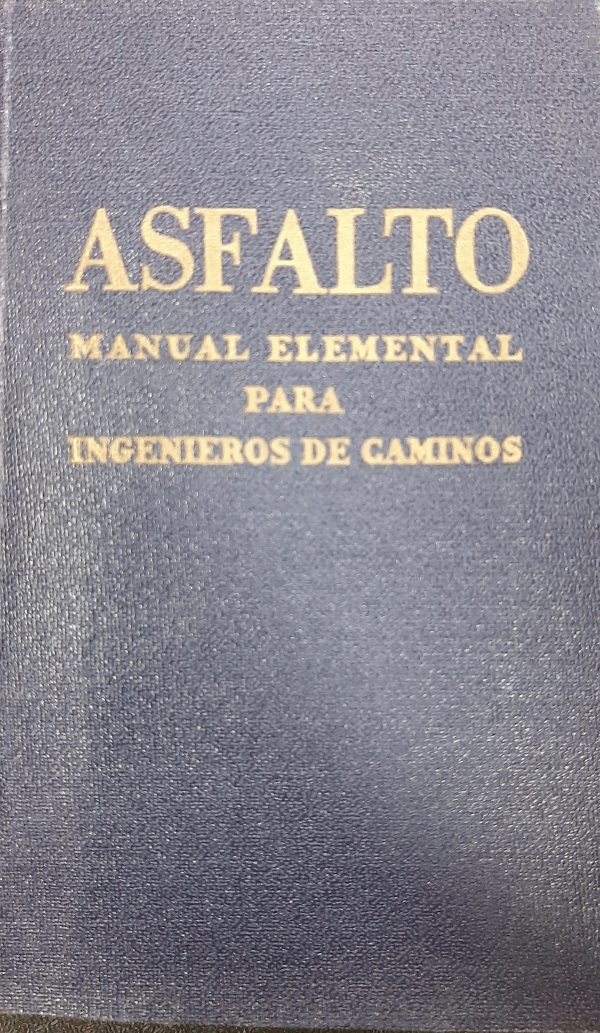 ASFALTO
MANUAL ELEMENTAL
PARA
INGENIEROS DE CAMINOS